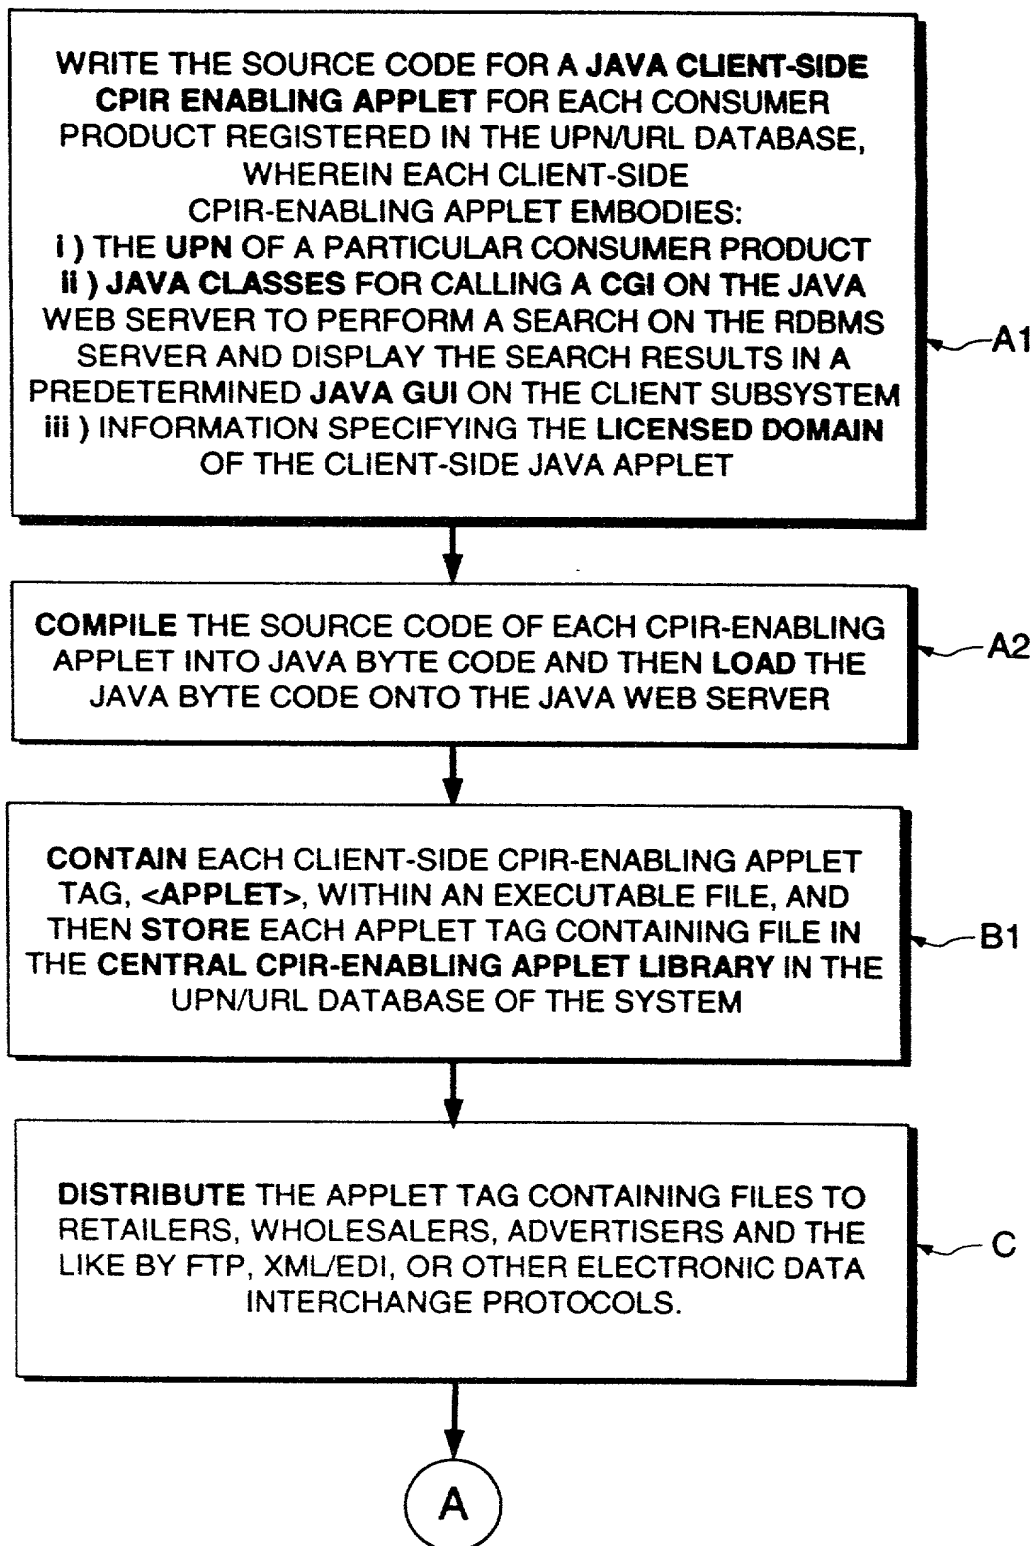 WRITE THE SOURCE CODE FOR A JAVA CLIENT-SIDE
CPIR ENABLING APPLET FOR EACH CONSUMER
PRODUCT REGISTERED IN THE UPN/URL DATABASE,
WHEREIN EACH CLIENT-SIDE
CPIR-ENABLING APPLET EMBODIES:
i ) THE UPN OF A PARTICULAR CONSUMER PRODUCT
ii ) JAVA CLASSES FOR CALLING A CGI ON THE JAVA
WEB SERVER TO PERFORM A SEARCH ON THE RDBMS
SERVER AND DISPLAY THE SEARCH RESULTS IN A
PREDETERMINED JAVA GUI ON THE CLIENT SUBSYSTEM
iii ) INFORMATION SPECIFYING THE LICENSED DOMAIN
OF THE CLIENT-SIDE JAVA APPLET
A1
COMPILE THE SOURCE CODE OF EACH CPIR-ENABLING
APPLET INTO JAVA BYTE CODE AND THEN LOAD THE
JAVA BYTE CODE ONTO THE JAVA WEB SERVER
A2
CONTAIN EACH CLIENT-SIDE CPIR-ENABLING APPLET
TAG, <APPLET>, WITHIN AN EXECUTABLE FILE, AND
THEN STORE EACH APPLET TAG CONTAINING FILE IN
THE CENTRAL CPIR-ENABLING APPLET LIBRARY IN THE
UPN/URL DATABASE OF THE SYSTEM
B1
DISTRIBUTE THE APPLET TAG CONTAINING FILES TO
RETAILERS, WHOLESALERS, ADVERTISERS AND THE
LIKE BY FTP, XML/EDI, OR OTHER ELECTRONIC DATA
INTERCHANGE PROTOCOLS.
C
A